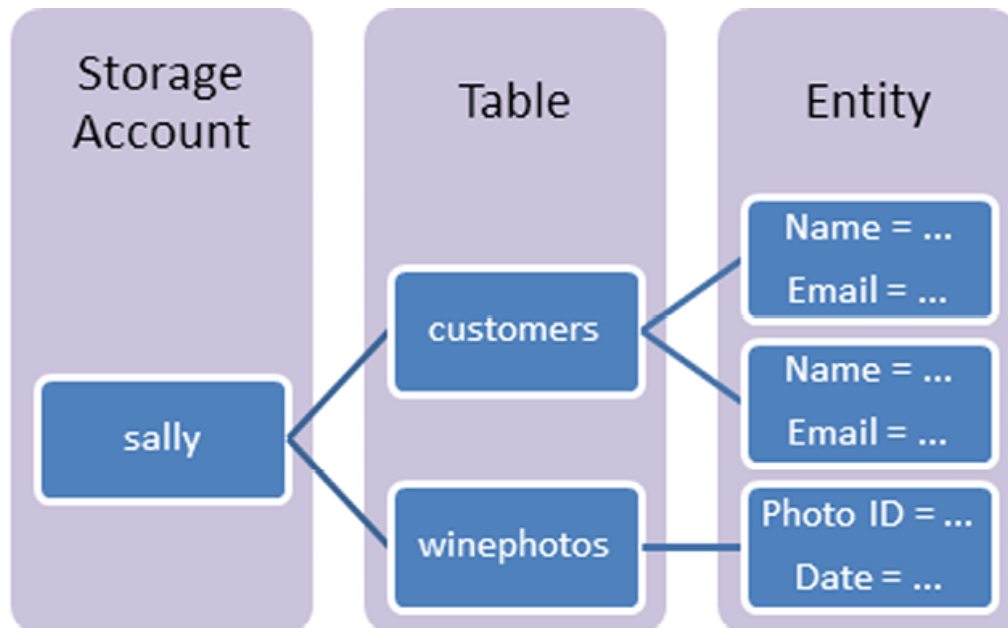 Storage
Account
Table
Entity
sally
customers
winephotos
Name = ...
Email = ...
Name = ...
Email = ...
Photo ID = ...
Date = ...